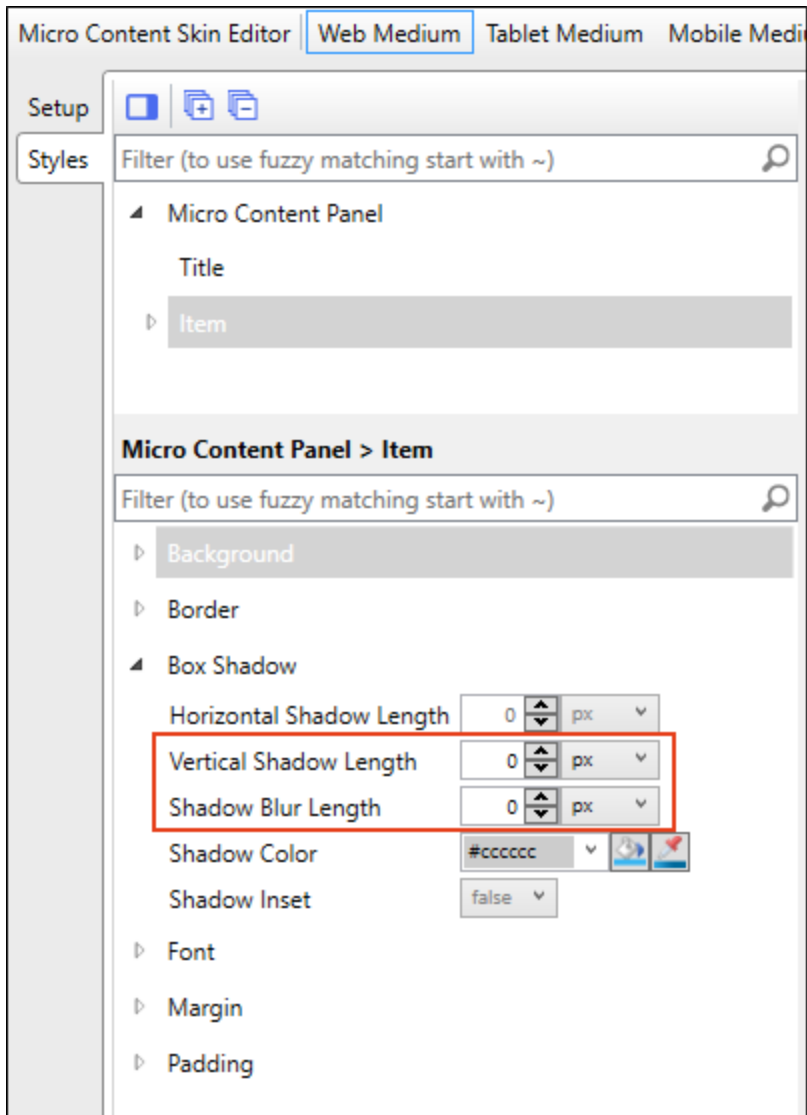 Micro Content Skin Editor Web Medium Tablet Medium Mobile Medi
Setup
Styles
Filter (to use fuzzy matching start with ~)
Micro Content Panel
Title
Item
Micro Content Panel > Item
Filter (to use fuzzy matching start with ~)
Background
Border
Box Shadow
Horizontal Shadow Length 0 px
Vertical Shadow Length 0 px
Shadow Blur Length 0 px
Shadow Color #cccccc
Shadow Inset false
Font
Margin
Padding